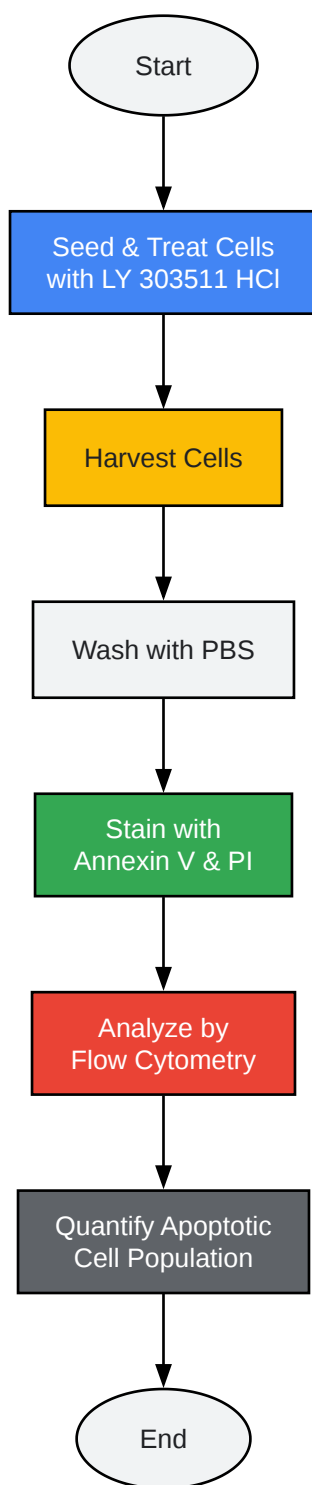 Start
Seed & Treat Cells
with LY 303511 HCl
Harvest Cells
Wash with PBS
Stain with
Annexin V & PI
Analyze by
Flow Cytometry
Quantify Apoptotic
Cell Population
End